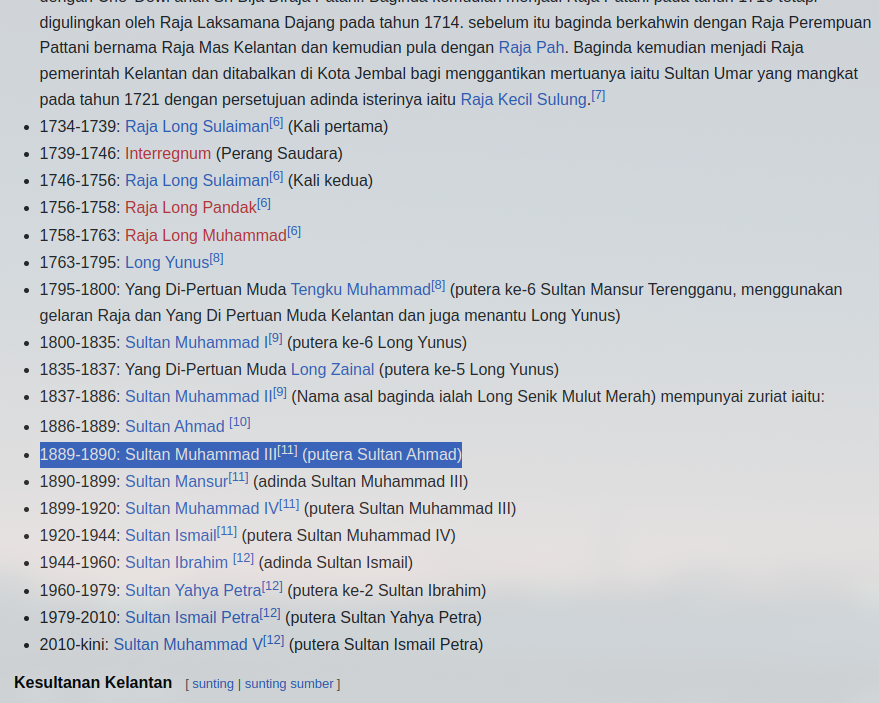 digulingkan oleh Raja Laksamana Dajang pada tahun 1714. sebelum itu baginda berkahwin dengan Raja Perempuan
Pattani bernama Raja Mas Kelantan dan kemudian pula dengan Raja Pah. Baginda kemudian menjadi Raja
pemerintah Kelantan dan ditabalkan di Kota Jembal bagi menggantikan mertuanya iaitu Sultan Umar yang mangkat
pada tahun 1721 dengan persetujuan adinda isterinya iaitu Raja Kecil Sulung.[7]
• 1734-1739: Raja Long Sulaiman[6] (Kali pertama)
• 1739-1746: Interregnum (Perang Saudara)
• 1746-1756: Raja Long Sulaiman[6] (Kali kedua)
• 1756-1758: Raja Long Pandak[6]
• 1758-1763: Raja Long Muhammad[6]
• 1763-1795: Long Yunus[8]
• 1795-1800: Yang Di-Pertuan Muda Tengku Muhammad[8] (putera ke-6 Sultan Mansur Terengganu, menggunakan
gelaran Raja dan Yang Di Pertuan Muda Kelantan dan juga menantu Long Yunus)
• 1800-1835: Sultan Muhammad I[9] (putera ke-6 Long Yunus)
• 1835-1837: Yang Di-Pertuan Muda Long Zainal (putera ke-5 Long Yunus)
• 1837-1886: Sultan Muhammad II[9] (Nama asal baginda ialah Long Senik Mulut Merah) mempunyai zuriat iaitu:
• 1886-1889: Sultan Ahmad [10]
• 1889-1890: Sultan Muhammad III[11] (putera Sultan Ahmad)
• 1890-1899: Sultan Mansur[11] (adinda Sultan Muhammad III)
• 1899-1920: Sultan Muhammad IV[11] (putera Sultan Muhammad III)
• 1920-1944: Sultan Ismail[11] (putera Sultan Muhammad IV)
• 1944-1960: Sultan Ibrahim [12] (adinda Sultan Ismail)
• 1960-1979: Sultan Yahya Petra[12] (putera ke-2 Sultan Ibrahim)
• 1979-2010: Sultan Ismail Petra[12] (putera Sultan Yahya Petra)
• 2010-kini: Sultan Muhammad V[12] (putera Sultan Ismail Petra)
Kesultanan Kelantan [ sunting | sunting sumber ]